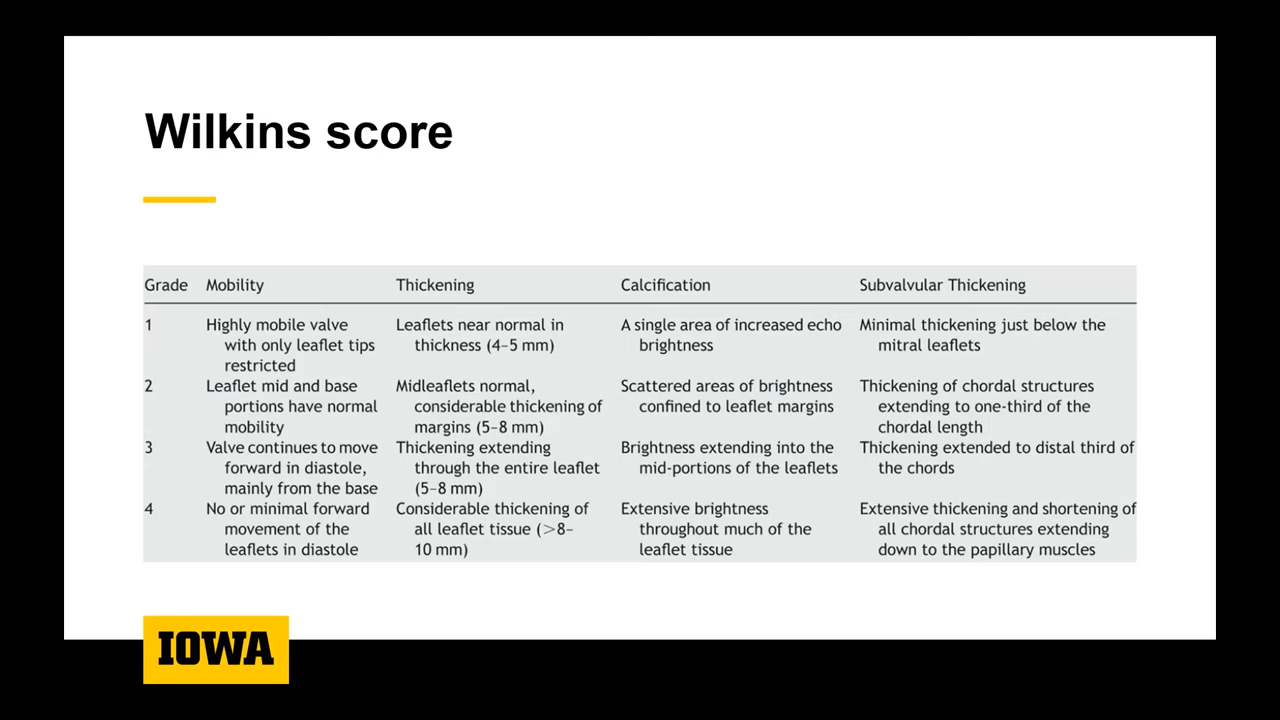 Wilkins score
Grade Mobility Thickening Calcification Subvalvular Thickening
1 Highly mobile valve Leaflets near normal in A single area of increased echo Minimal thickening just below the
with only leaflet tips thickness (4–5 mm) brightness mitral leaflets
restricted
2 Leaflet mid and base Midleaflets normal, Scattered areas of brightness Thickening of chordal structures
portions have normal considerable thickening of confined to leaflet margins extending to one-third of the
mobility margins (5–8 mm) chordal length
3 Valve continues to move Thickening extending Brightness extending into the Thickening extended to distal third of
forward in diastole, through the entire leaflet mid-portions of the leaflets the chords
mainly from the base (5–8 mm)
4 No or minimal forward Considerable thickening of Extensive brightness Extensive thickening and shortening of
movement of the all leaflet tissue (>8– throughout much of the all chordal structures extending
leaflets in diastole 10 mm) leaflet tissue down to the papillary muscles
IOWA